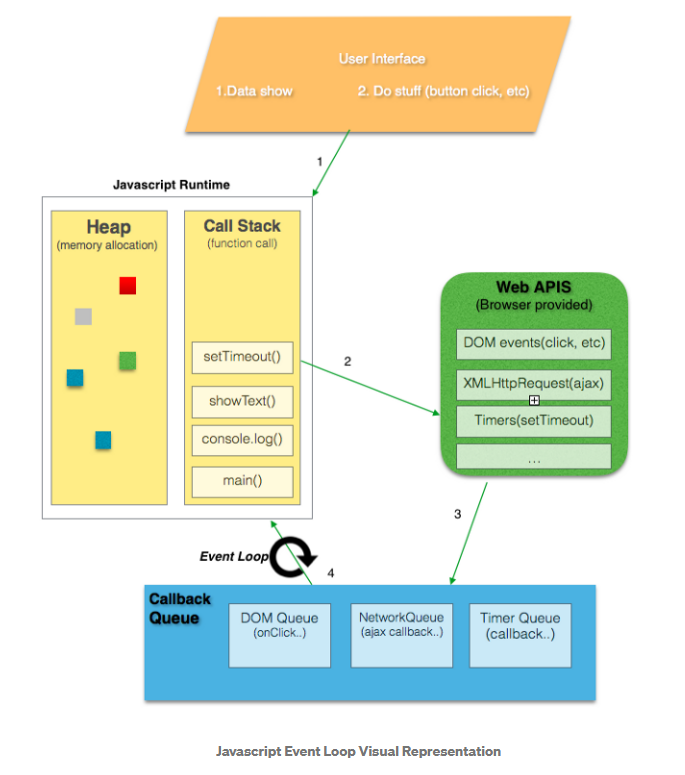 User Interface
1.Data show
2. Do stuff (button click, etc)
1
Javascript Runtime
Heap
(memory allocation)
Call Stack
(function call)
setTimeout()
showText()
console.log()
main()
2
Web APIS
(Browser provided)
DOM events(click, etc)
XMLHttpRequest(ajax)
Timers(setTimeout)
...
3
Event Loop
4
Callback
Queue
DOM Queue
(onClick..)
NetworkQueue
(ajax callback..)
Timer Queue
(callback..)
Javascript Event Loop Visual Representation